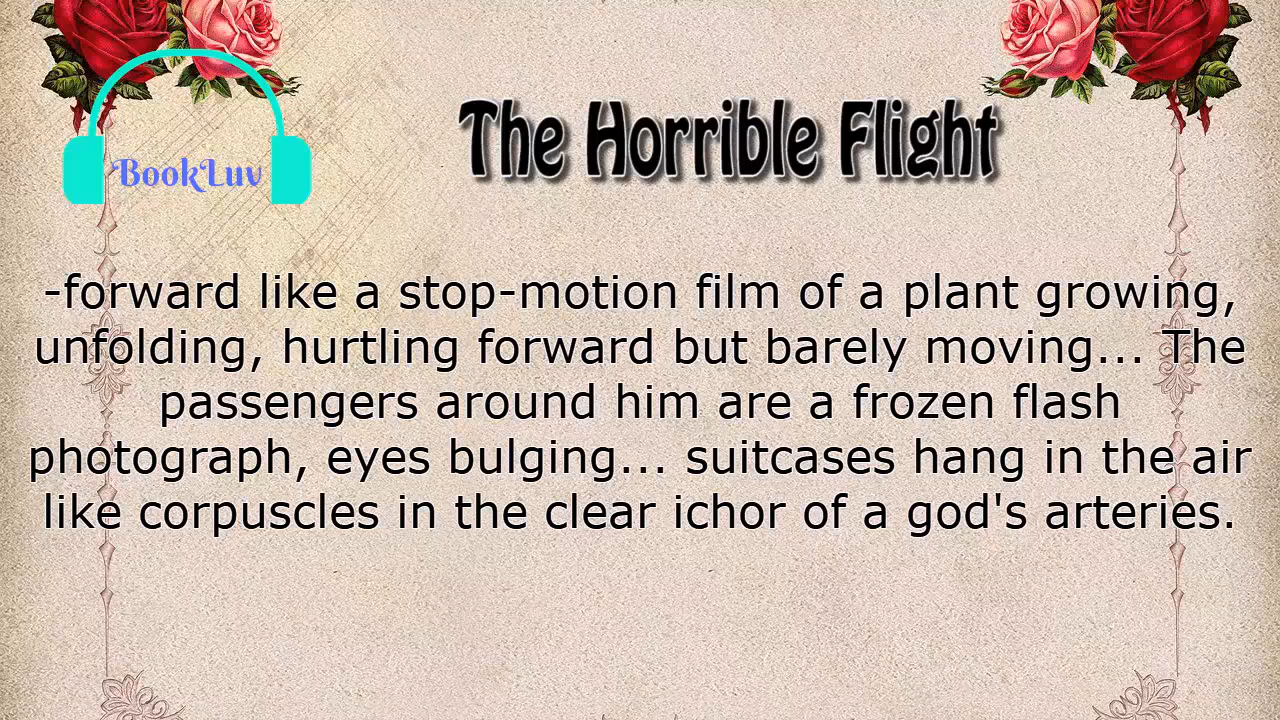 The Horrible Flight
BookLuv
-forward like a stop-motion film of a plant growing,
unfolding, hurtling forward but barely moving... The
passengers around him are a frozen flash
photograph, eyes bulging... suitcases hang in the air
like corpuscles in the clear ichor of a god's arteries.